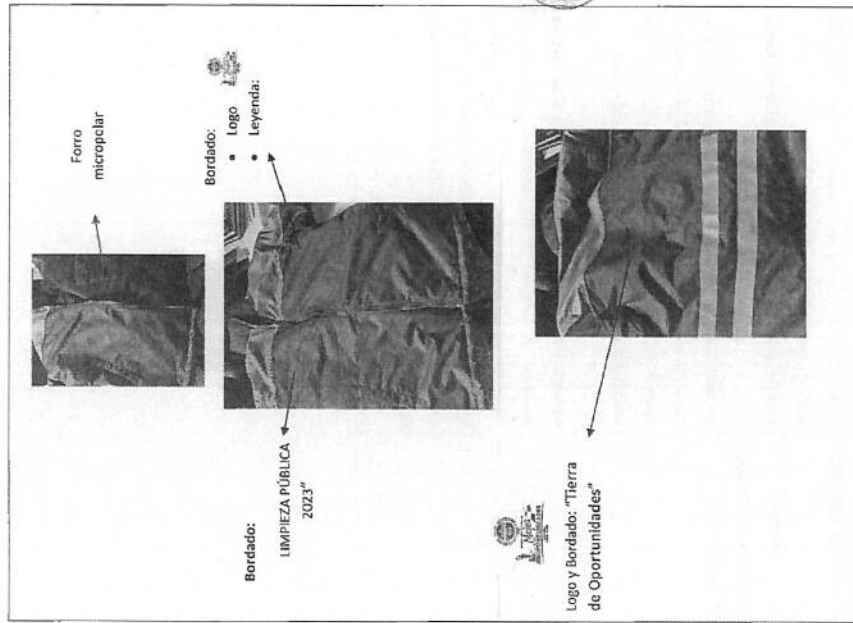 Forro
micropolar
Bordado:
• Logo
• Leyenda:
Bordado:
LIMPIEZA PÚBLICA
2023"
Logo y Bordado: "Tierra
de Oportunidades"